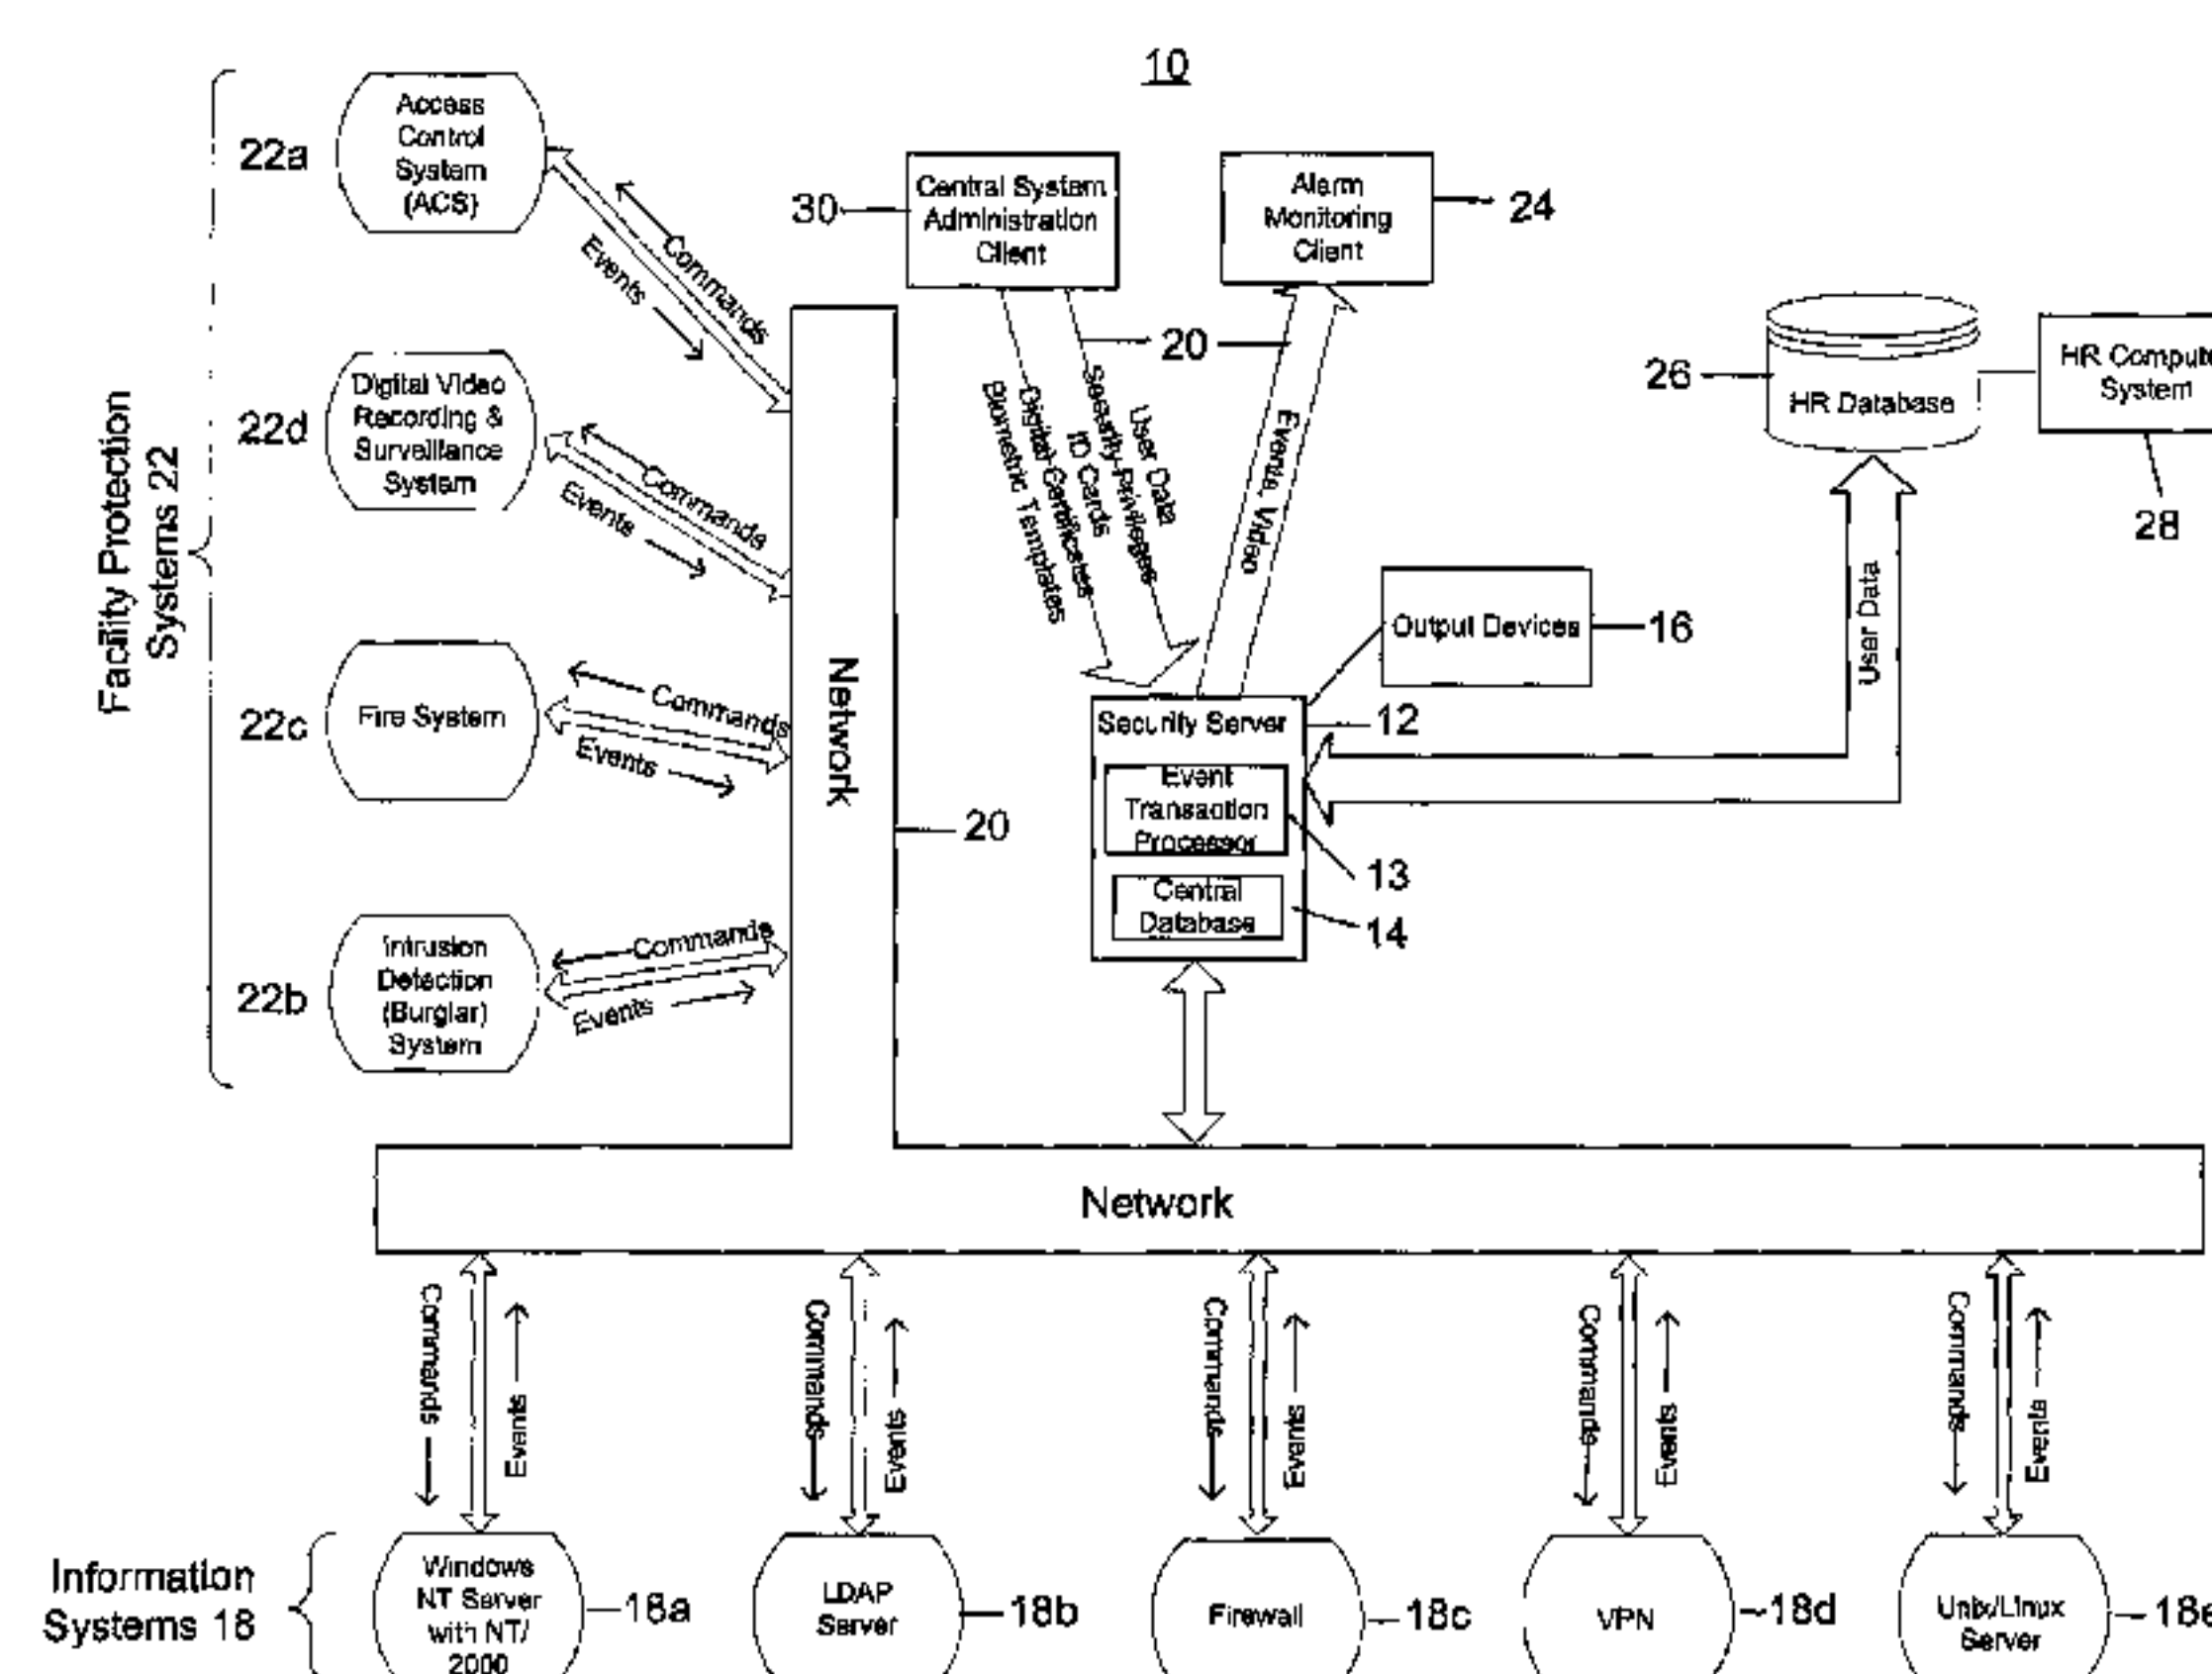 10
22a
Access
Control
System
(ACS)
Commands
Events
30
Central System
Administration
Client
Alarm
Monitoring
Client
24
20
User Data
Security Privileges
ID Cards
Digital Certificates
Biometric Templates
Events, Video
26
HR Database
HR Compute
System
28
User Data
Facility Protection
Systems 22
22d
Digital Video
Recording &
Surveillance
System
Commands
Events
Output Devices
16
22c
Fire System
Commands
Events
Network
20
Security Server
12
Event
Transaction
Processor
13
Central
Database
14
22b
Intrusion
Detection
(Burglar)
System
Commands
Events
Network
Commands
Events
Commands
Events
Commands
Events
Commands
Events
Commands
Events
Information
Systems 18
Windows
NT Server
with NT/
2000
18a
LDAP
Server
18b
Firewall
18c
VPN
18d
Unix/Linux
Server
18e